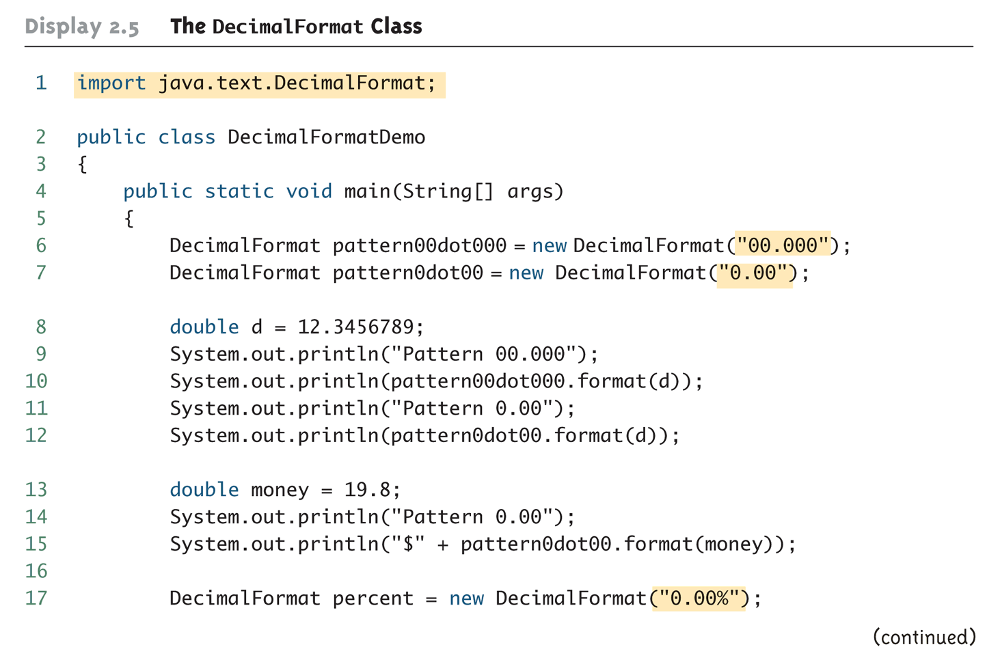 Display 2.5 The DecimalFormat Class
1 import java.text.DecimalFormat;
2 public class DecimalFormatDemo
3 {
4 public static void main(String[] args)
5 {
6 DecimalFormat pattern00dot000 = new DecimalFormat("00.000");
7 DecimalFormat pattern0dot00 = new DecimalFormat("0.00");
8 double d = 12.3456789;
9 System.out.println("Pattern 00.000");
10 System.out.println(pattern00dot000.format(d));
11 System.out.println("Pattern 0.00");
12 System.out.println(pattern0dot00.format(d));
13 double money = 19.8;
14 System.out.println("Pattern 0.00");
15 System.out.println("$" + pattern0dot00.format(money));
16
17 DecimalFormat percent = new DecimalFormat("0.00%");
(continued)